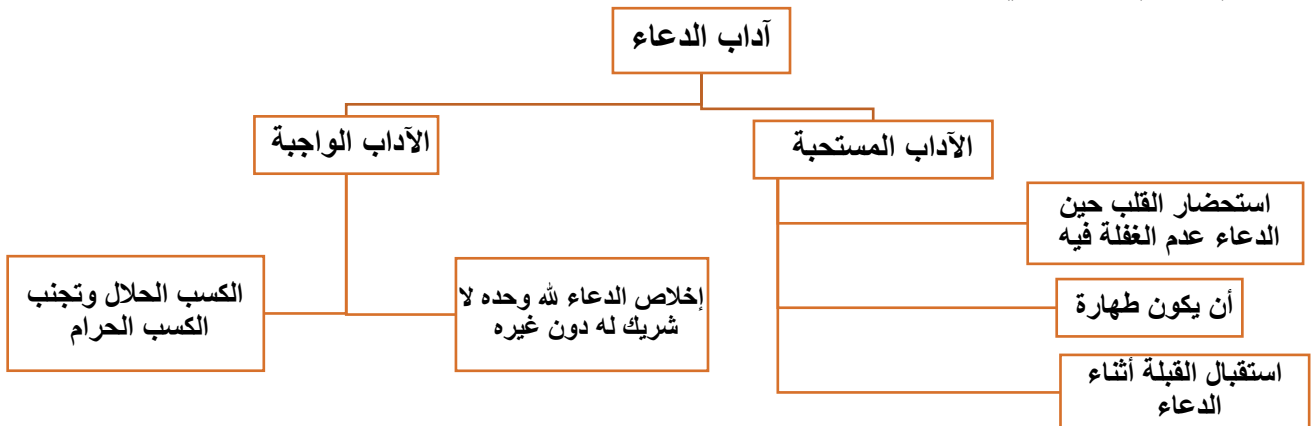 آداب الدعاء
الآداب المستحبة
الآداب الواجبة
استحضار القلب حين
الدعاء عدم الغفلة فيه
أن يكون طهارة
استقبال القبلة أثناء
الدعاء
إخلاص الدعاء لله وحده لا
شريك له دون غيره
الكسب الحلال وتجنب
الكسب الحرام